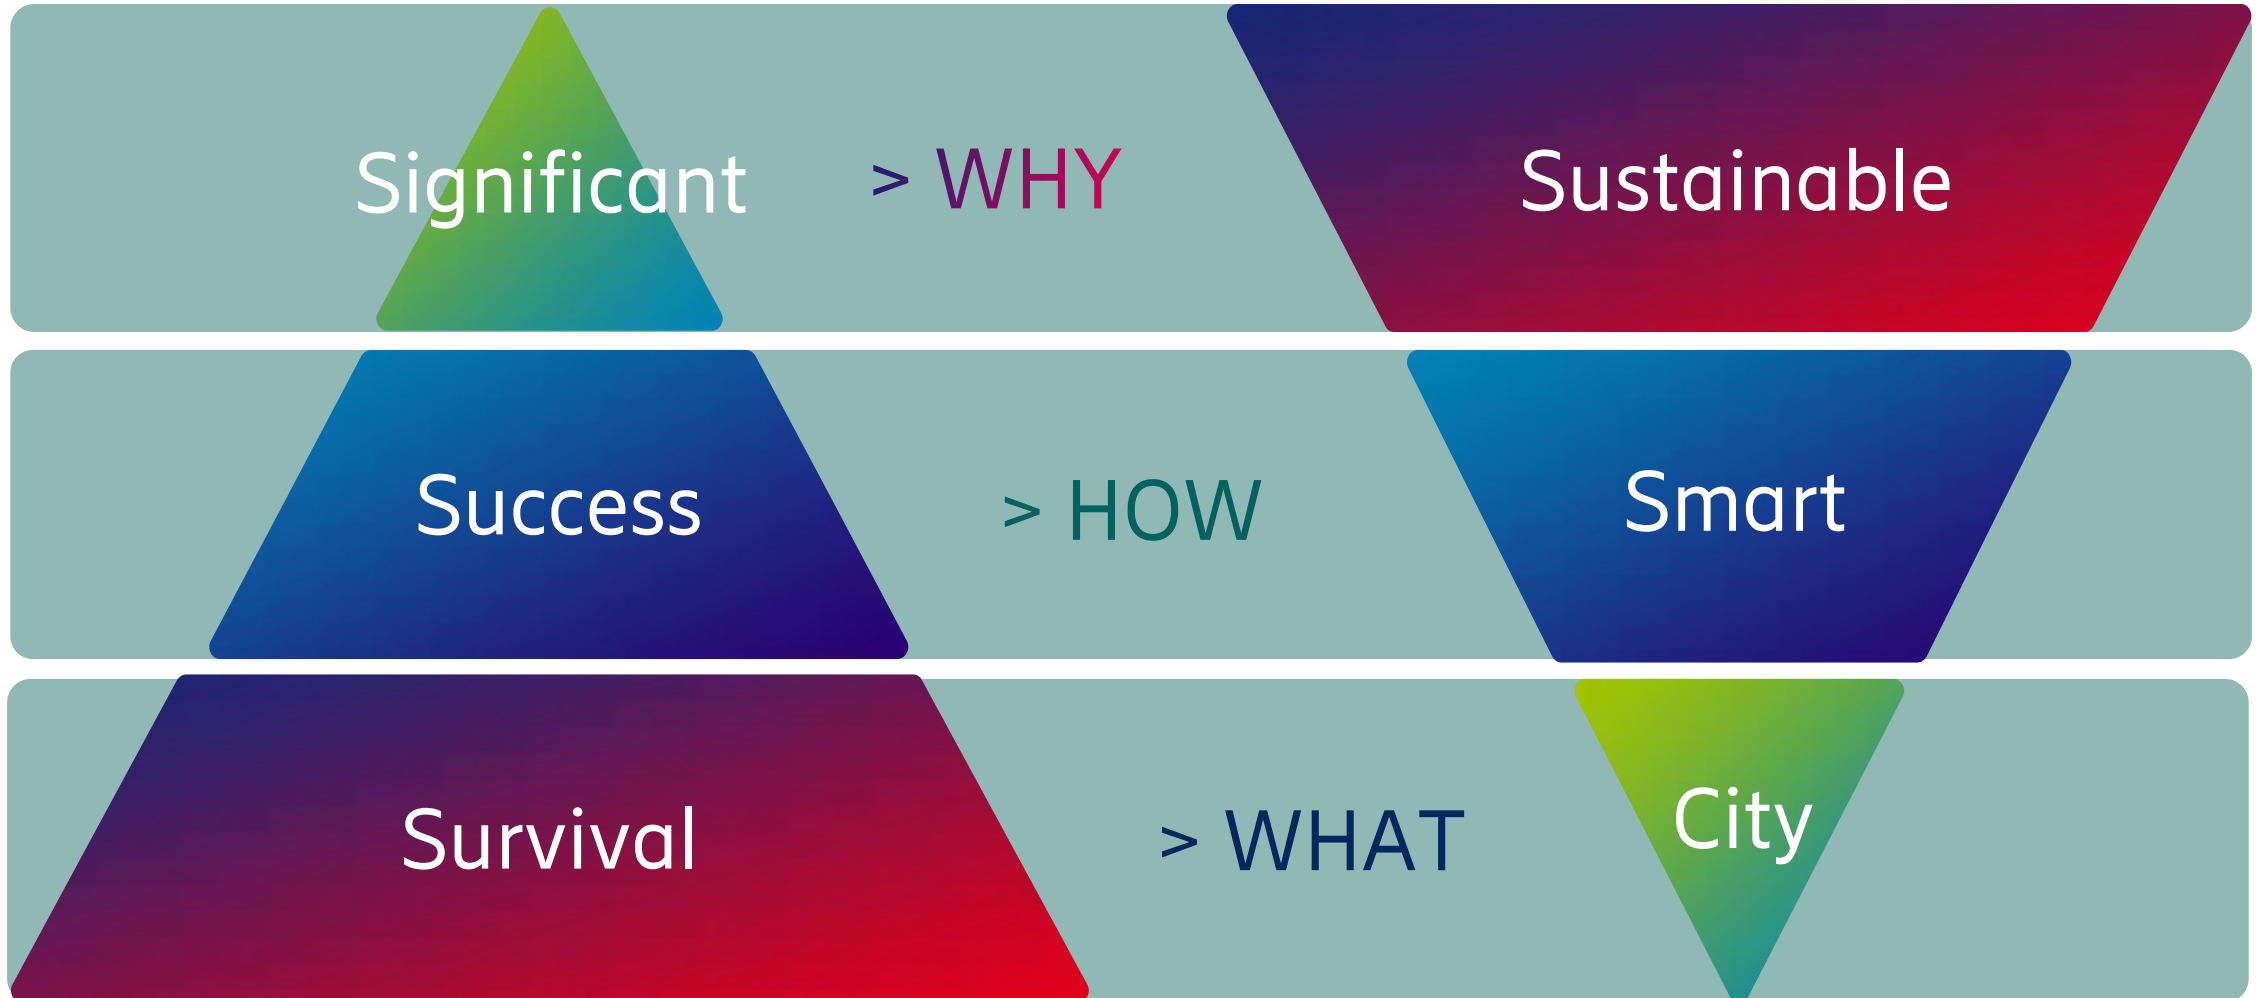 Significant > WHY Sustainable
Success > HOW Smart
Survival > WHAT City